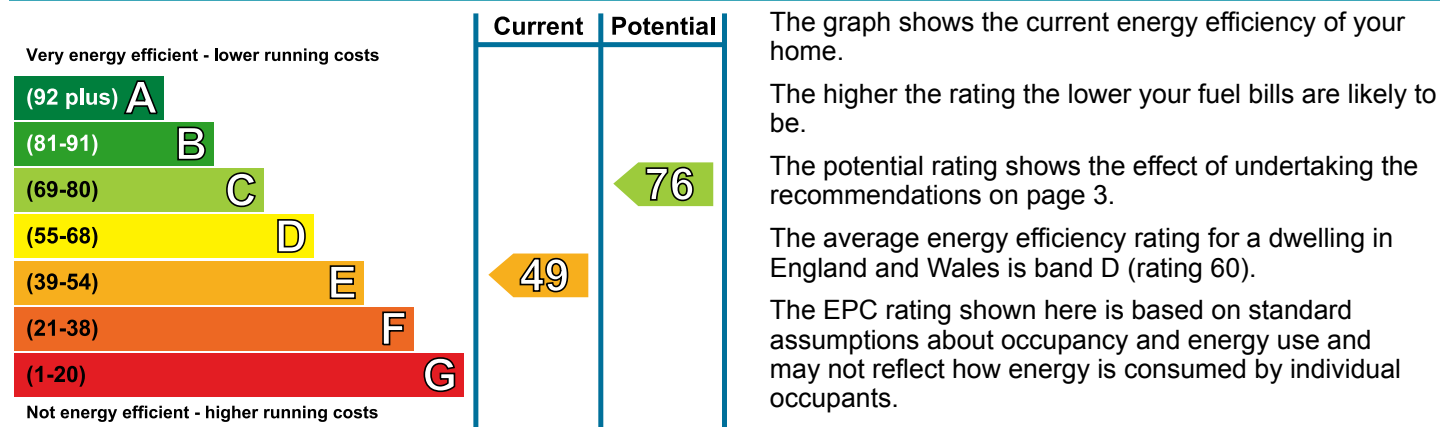 Current Potential
Very energy efficient - lower running costs
(92 plus) A
(81-91) B
(69-80) C
76
(55-68) D
(39-54) E
49
(21-38) F
(1-20) G
Not energy efficient - higher running costs
The graph shows the current energy efficiency of your
home.
The higher the rating the lower your fuel bills are likely to
be.
The potential rating shows the effect of undertaking the
recommendations on page 3.
The average energy efficiency rating for a dwelling in
England and Wales is band D (rating 60).
The EPC rating shown here is based on standard
assumptions about occupancy and energy use and
may not reflect how energy is consumed by individual
occupants.